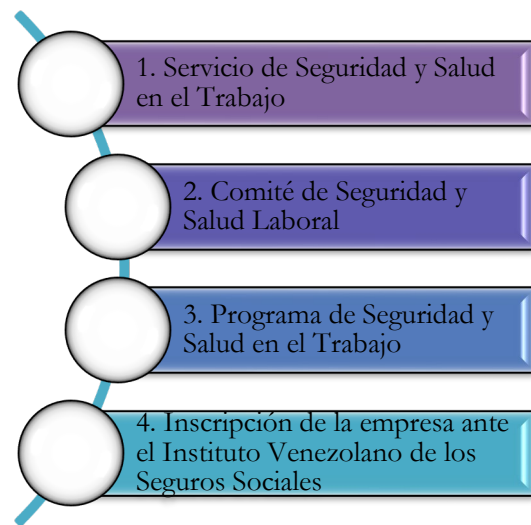 1. Servicio de Seguridad y Salud
en el Trabajo
2. Comité de Seguridad y
Salud Laboral
3. Programa de Seguridad y
Salud en el Trabajo
4. Inscripción de la empresa ante
el Instituto Venezolano de los
Seguros Sociales